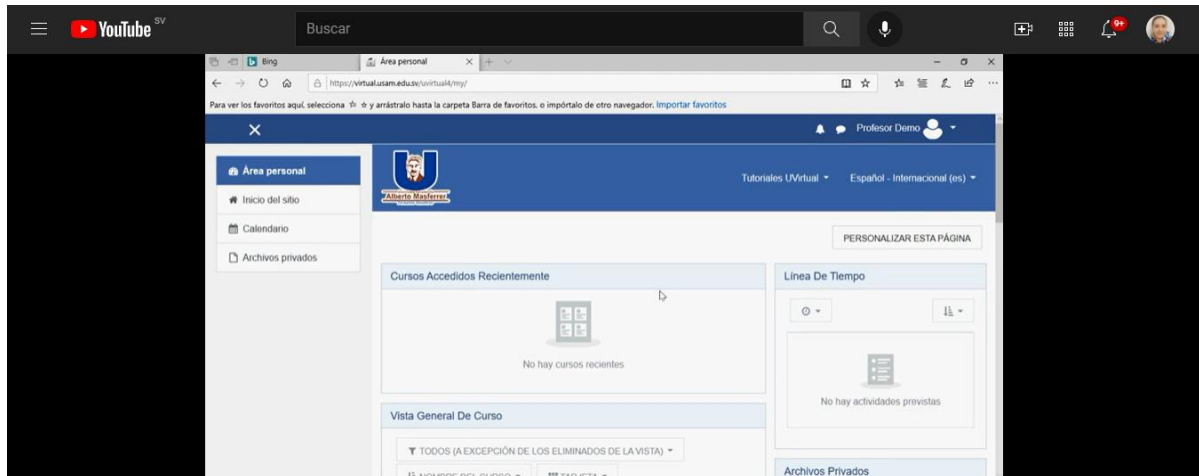 YouTube SV
Buscar
9+
Bing
Área personal
https://virtual.usam.edu.sv/uvirtual4/my/
Para ver los favoritos aquí, selecciona y arrástralo hasta la carpeta Barra de favoritos, o impórtalo de otro navegador. Importar favoritos
Profesor Demo
Área personal
Inicio del sitio
Calendario
Archivos privados
Alberto Masferrer
Tutoriales UVirtual
Español - Internacional (es)
PERSONALIZAR ESTA PÁGINA
Cursos Accedidos Recientemente
No hay cursos recientes
Línea De Tiempo
No hay actividades previstas
Vista General De Curso
TODOS (A EXCEPCIÓN DE LOS ELIMINADOS DE LA VISTA)
NOMBRE DEL CURSO
TARJETA
Archivos Privados